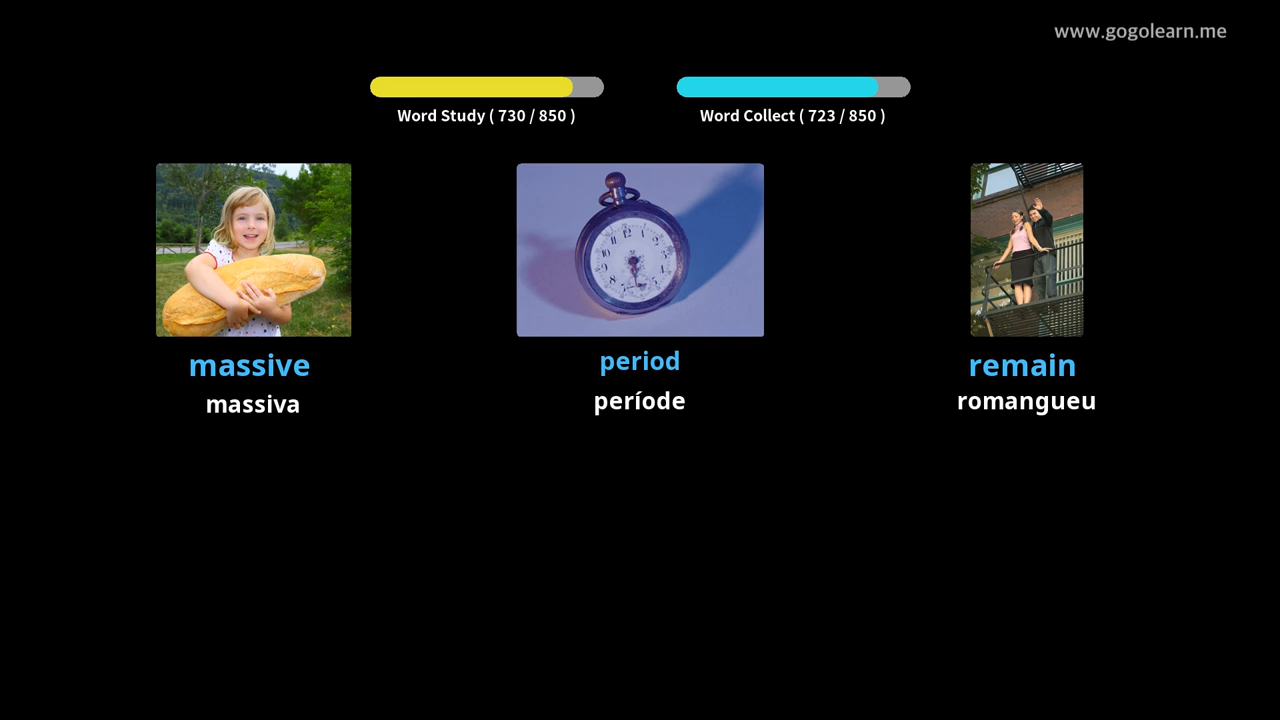 www.gogolearn.me
Word Study ( 730 / 850 )
Word Collect ( 723 / 850 )
massive
period
remain
massiva
període
romangueu